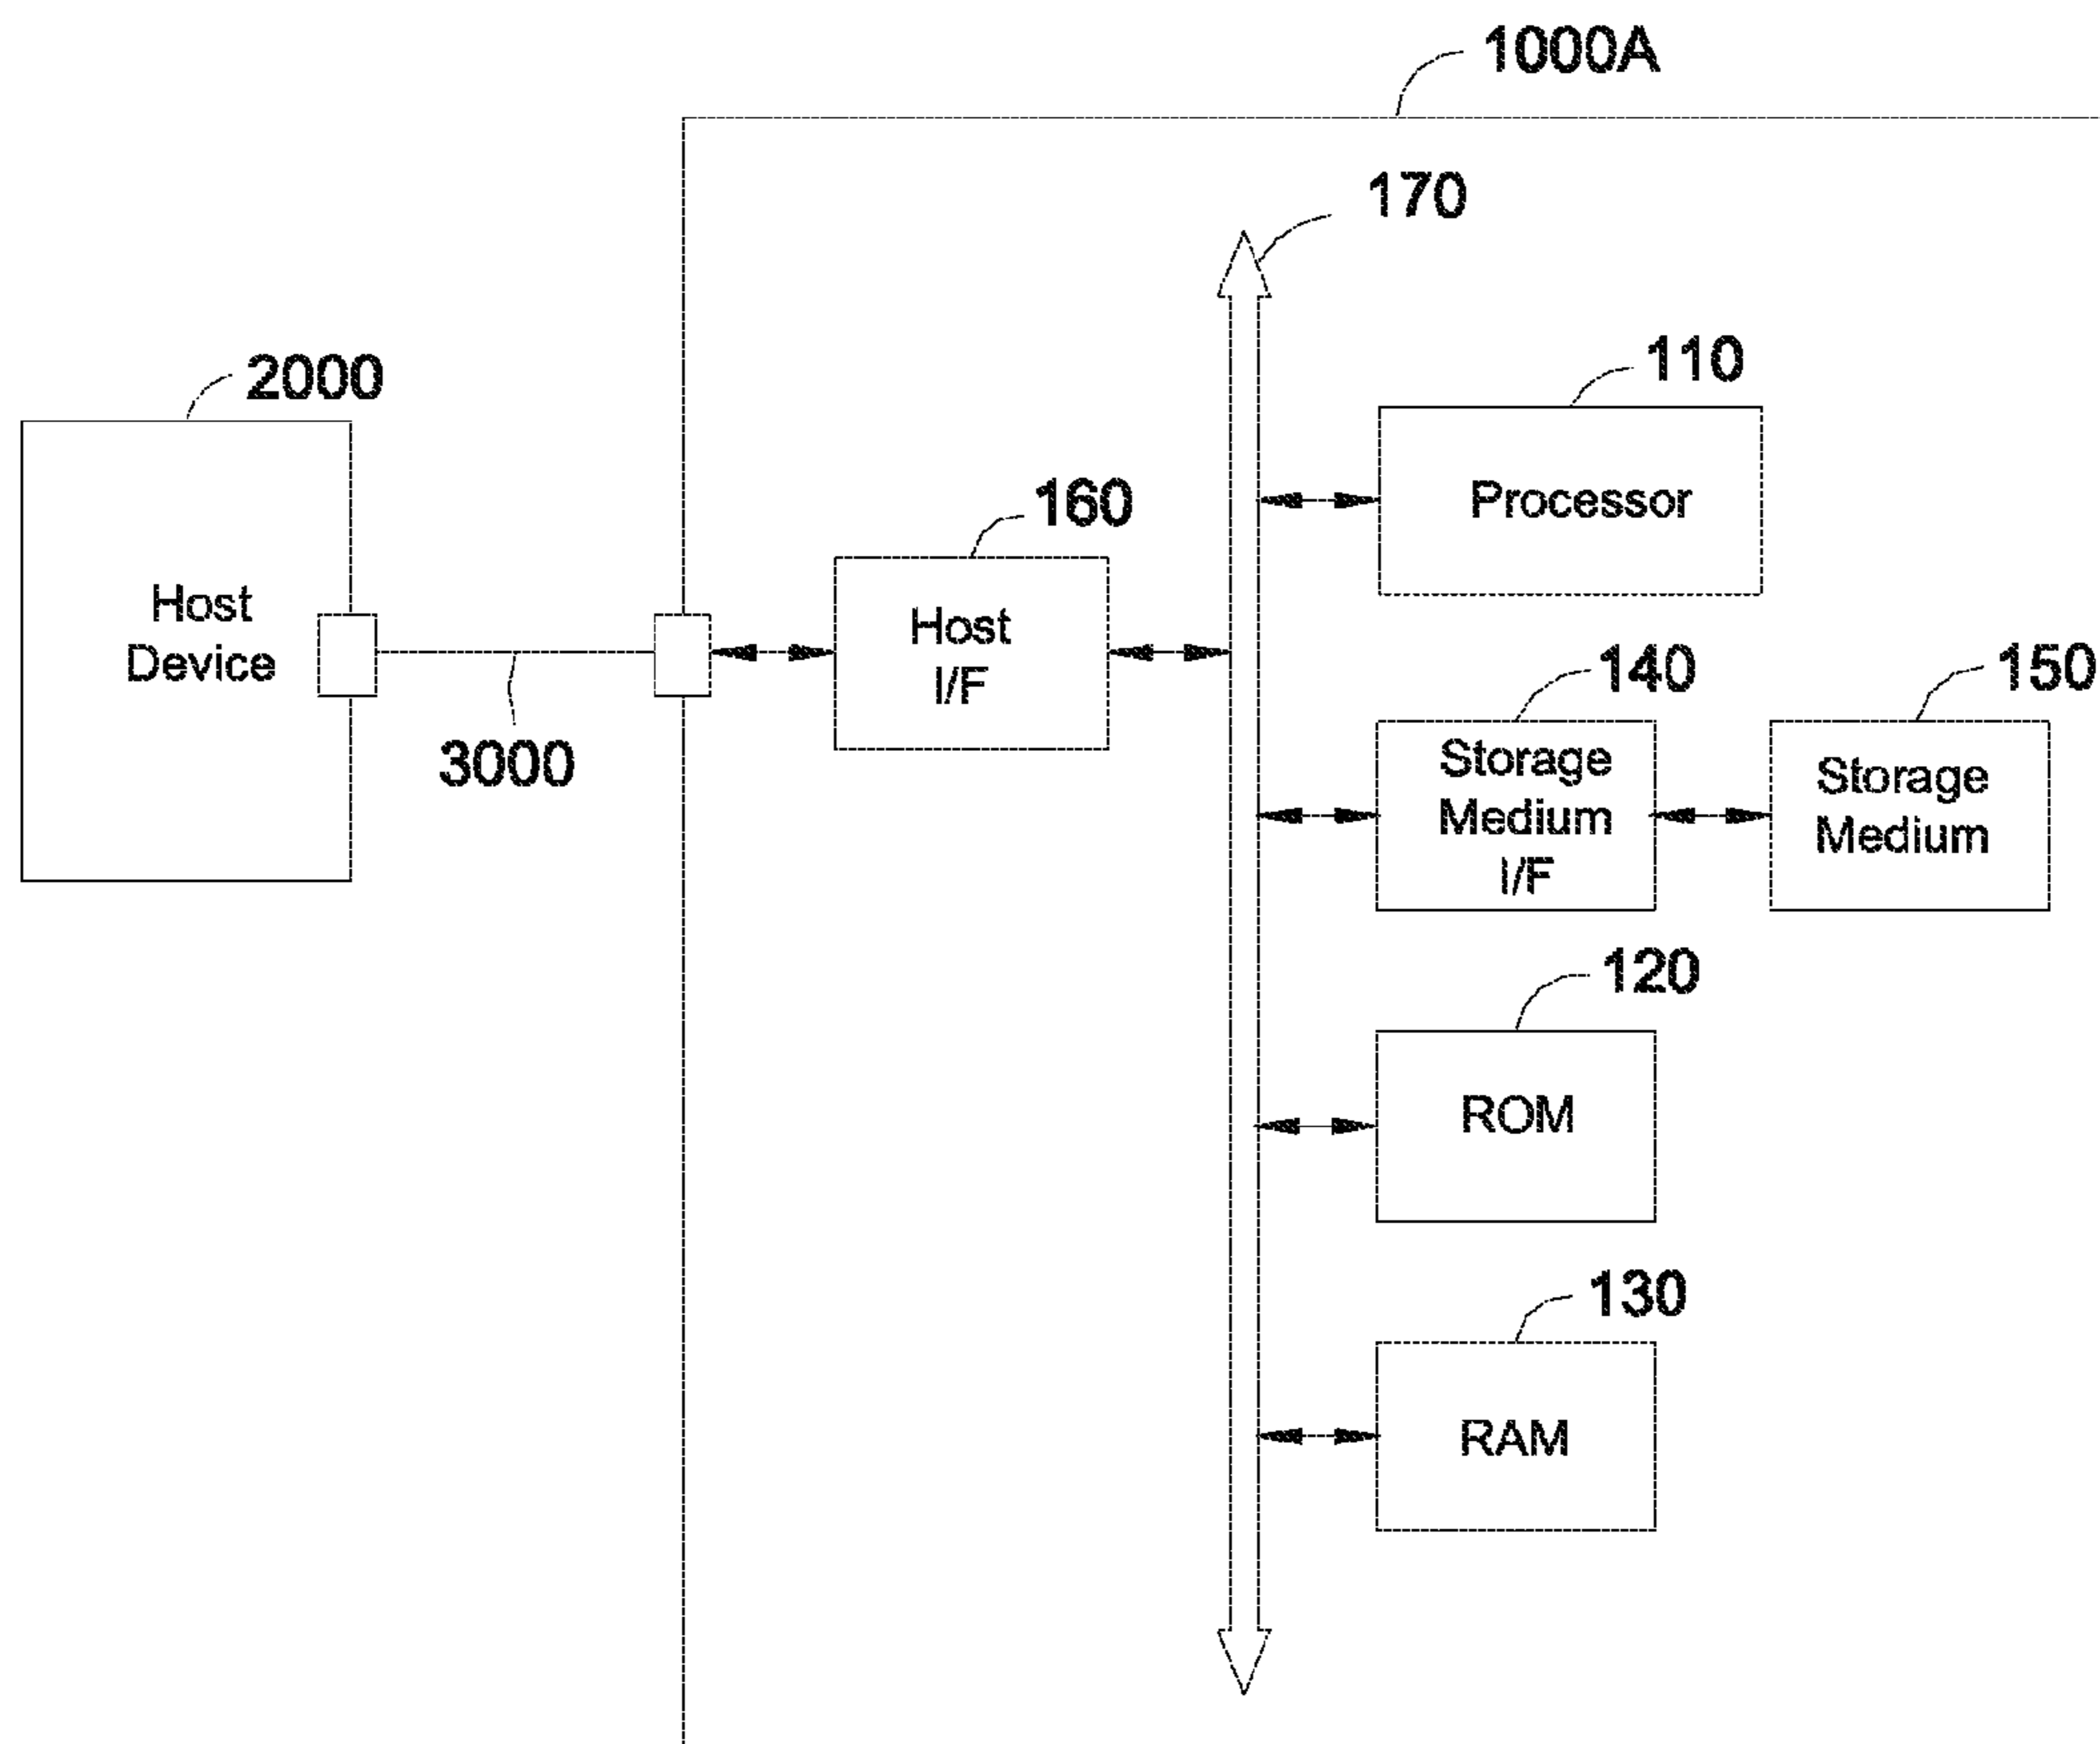 1000A
170
2000
110
Host
Device
160
Processor
Host
I/F
3000
140
150
Storage
Medium
I/F
Storage
Medium
120
ROM
130
RAM